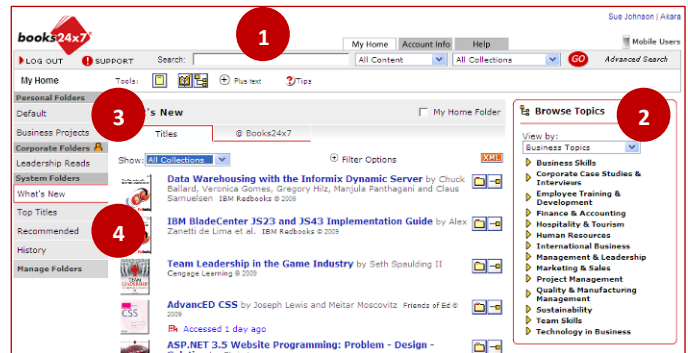 Sue Johnson | Akara
books24x7
1
My Home Account Info Help Mobile Users
LOG OUT SUPPORT Search: All Content All Collections GO Advanced Search
My Home Tools: Plus text Tips
Personal Folders
Default
Business Projects
Corporate Folders
Leadership Reads
System Folders
What's New
Top Titles
Recommended
History
Manage Folders
3
4
's New My Home Folder
Titles @ Books24x7
Show: All Collections Filter Options XML
Data Warehousing with the Informix Dynamic Server by Chuck
Ballard, Veronica Gomes, Gregory Hilz, Manjula Panthagani and Claus
Samuelsen IBM Redbooks © 2009
IBM BladeCenter JS23 and JS43 Implementation Guide by Alex
Zanetti de Lima et al. IBM Redbooks © 2009
Team Leadership in the Game Industry by Seth Spaulding II
Cengage Learning © 2009
AdvancED CSS by Joseph Lewis and Meitar Moscovitz Friends of Ed ©
2009
Accessed 1 day ago
ASP.NET 3.5 Website Programming: Problem - Design -
Browse Topics
2
View by:
Business Topics
Business Skills
Corporate Case Studies &
Interviews
Employee Training &
Development
Finance & Accounting
Hospitality & Tourism
Human Resources
International Business
Management & Leadership
Marketing & Sales
Project Management
Quality & Manufacturing
Management
Sustainability
Team Skills
Technology in Business